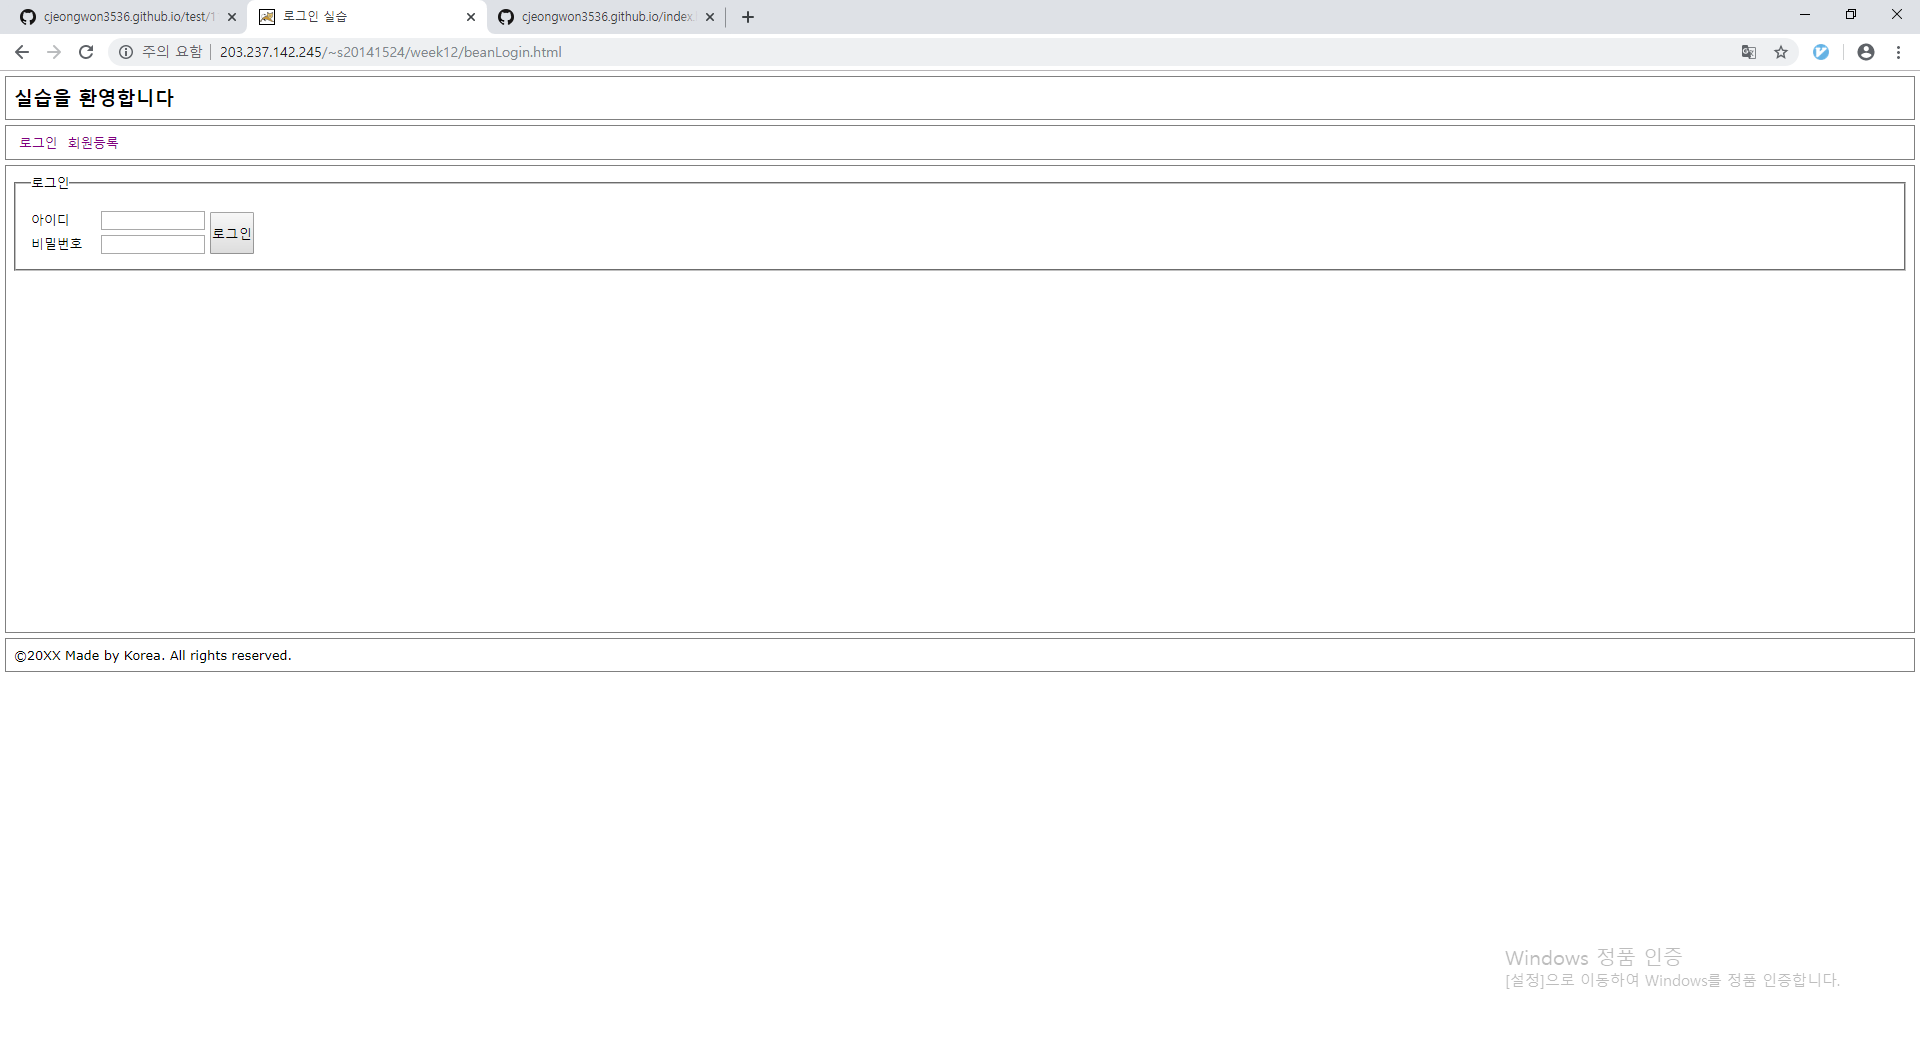 cjeongwon3536.github.io/test/1
로그인 실습
cjeongwon3536.github.io/index.
주의 요함
203.237.142.245/~s20141524/week12/beanLogin.html
실습을 환영합니다
로그인 회원등록
로그인
아이디
로그인
비밀번호
©20XX Made by Korea. All rights reserved.
Windows 정품 인증
[설정]으로 이동하여 Windows를 정품 인증합니다.